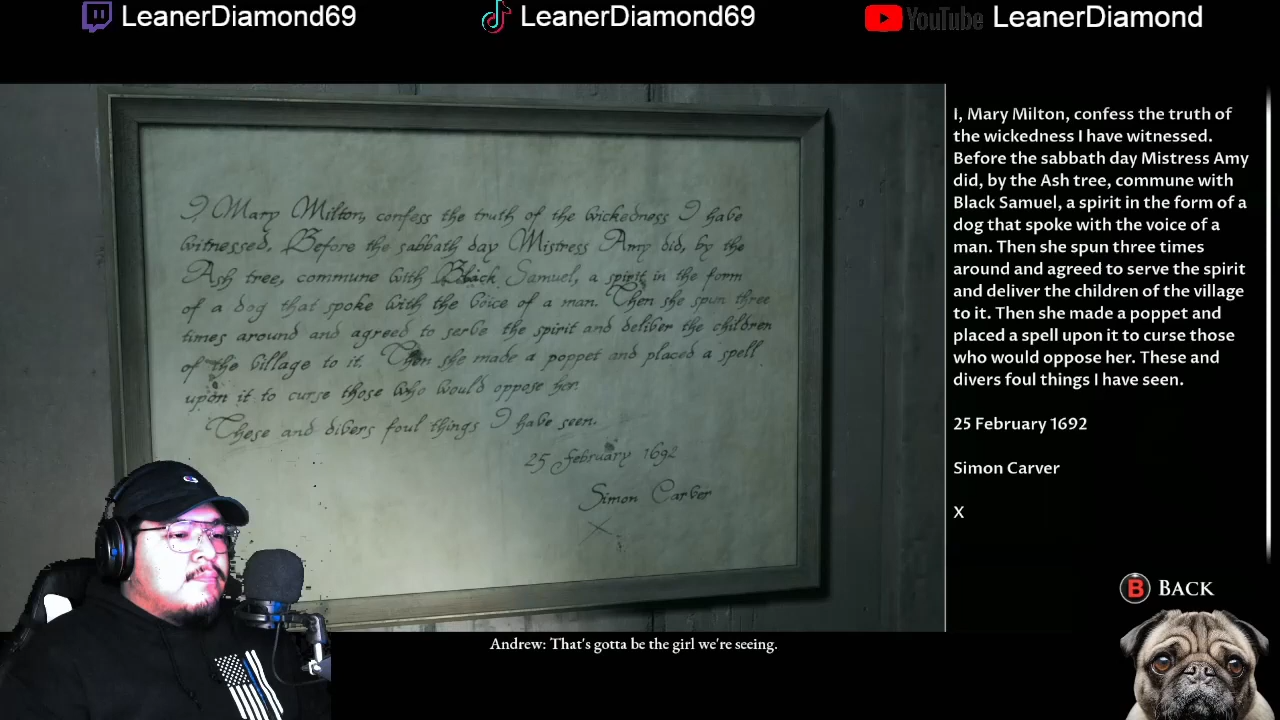 LeanerDiamond69
LeanerDiamond69
YouTube LeanerDiamond
I, Mary Milton, confess the truth of the wickedness I have
witnessed. Before the sabbath day Mistress Amy did, by the
Ash tree, commune with Black Samuel, a spirit in the form
of a dog that spoke with the voice of a man. Then she spun three
times around and agreed to serve the spirit and deliver the children
of the village to it. Then she made a poppet and placed a spell
upon it to curse those who would oppose her.
These and divers foul things I have seen.
25 February 1692
Simon Carver
X
I, Mary Milton, confess the truth of
the wickedness I have witnessed.
Before the sabbath day Mistress Amy
did, by the Ash tree, commune with
Black Samuel, a spirit in the form of a
dog that spoke with the voice of a
man. Then she spun three times
around and agreed to serve the spirit
and deliver the children of the village
to it. Then she made a poppet and
placed a spell upon it to curse those
who would oppose her. These and
divers foul things I have seen.
25 February 1692
Simon Carver
X
B BACK
Andrew: That's gotta be the girl we're seeing.